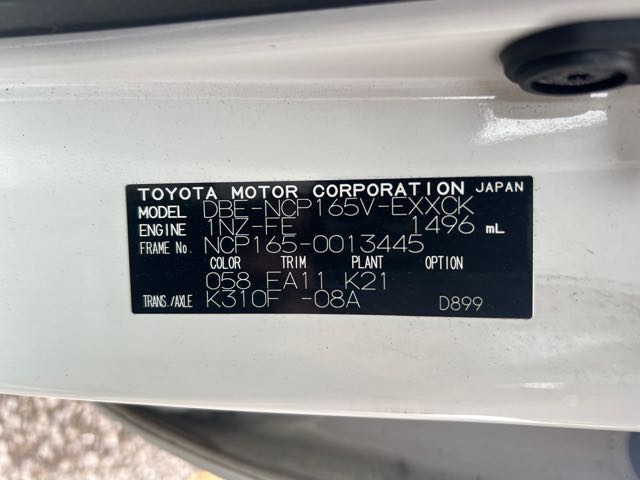 TOYOTA MOTOR CORPORATION JAPAN
MODEL DBE-NCP165V-EXXCK
ENGINE 1NZ-FE 1496 mL
FRAME No. NCP165-0013445
COLOR TRIM PLANT OPTION
058 FA11 K21
TRANS./AXLE K310F -08A D899